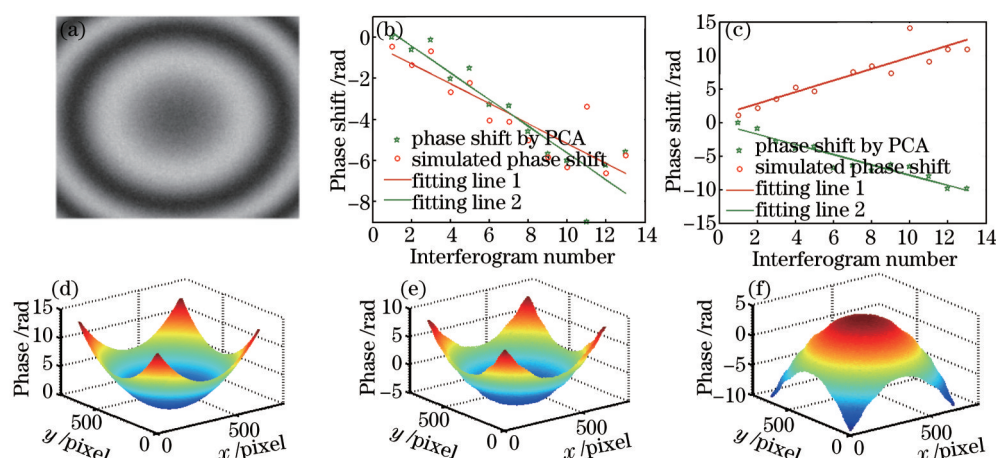 (a)
(b)
Phase shift /rad
0
−2
−4
−6
−8
phase shift by PCA
simulated phase shift
fitting line 1
fitting line 2
0 2 4 6 8 10 12 14
Interferogram number
(c)
Phase shift /rad
15
10
5
0
−5
−10
−15
phase shift by PCA
simulated phase shift
fitting line 1
fitting line 2
0 2 4 6 8 10 12 14
Interferogram number
(d)
Phase /rad
15
10
5
0
500
0 0
500
y /pixel
x /pixel
(e)
Phase /rad
10
5
0
−5
500
0 0
500
y /pixel
x /pixel
(f)
Phase /rad
5
0
−5
−10
500
0 0
500
y /pixel
x /pixel